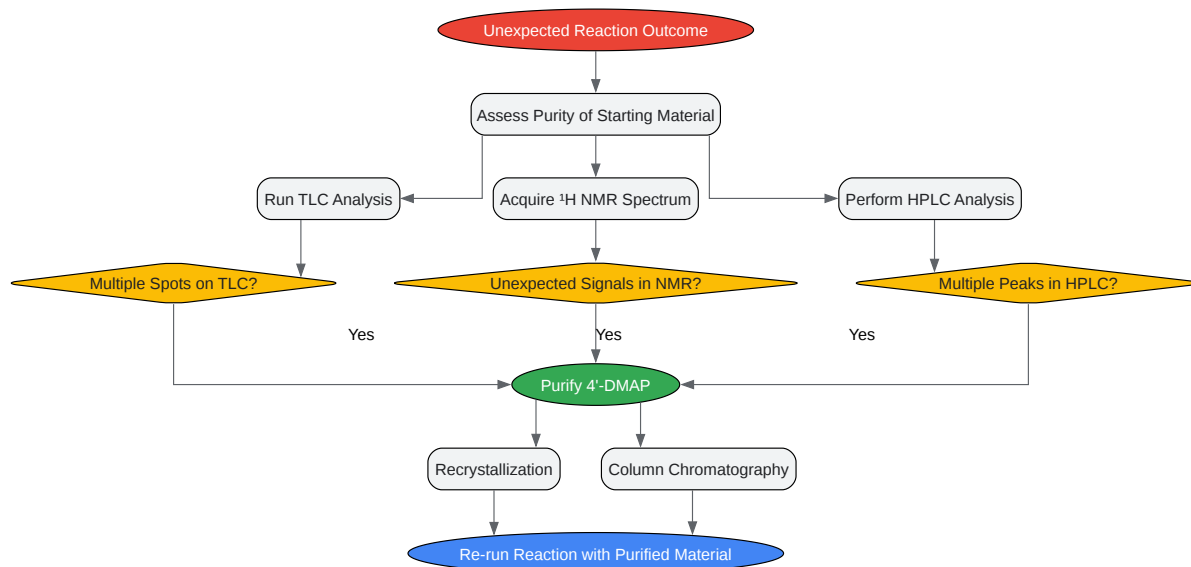 Unexpected Reaction Outcome
Assess Purity of Starting Material
Run TLC Analysis
Acquire ¹H NMR Spectrum
Perform HPLC Analysis
Multiple Spots on TLC?
Unexpected Signals in NMR?
Multiple Peaks in HPLC?
Yes
Yes
Yes
Purify 4'-DMAP
Recrystallization
Column Chromatography
Re-run Reaction with Purified Material